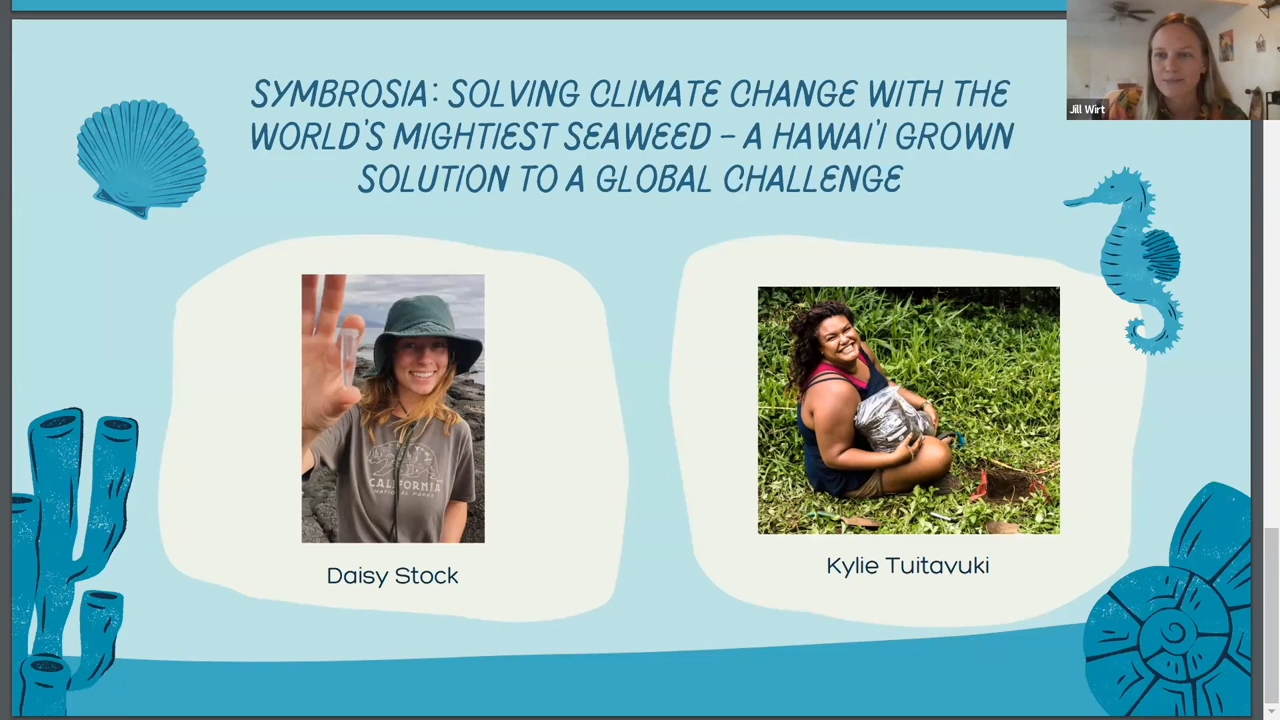 SYMBROSIA: SOLVING CLIMATE CHANGE WITH THE
WORLD'S MIGHTIEST SEAWEED – A HAWAI'I GROWN
SOLUTION TO A GLOBAL CHALLENGE
Jill Wirt
CALIFORNIA
NATIONAL PARKS
Daisy Stock
Kylie Tuitavuki